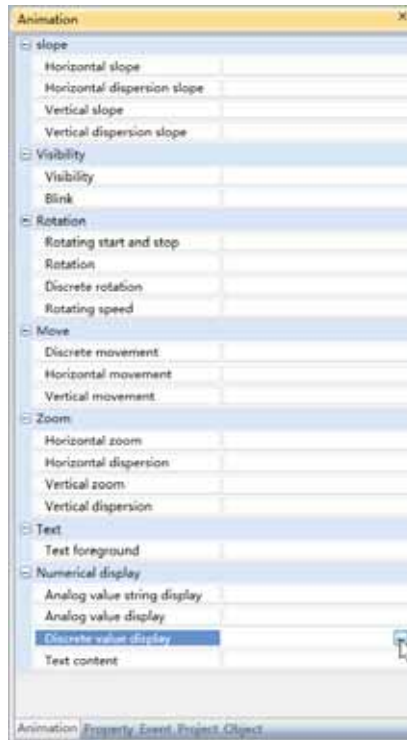 Animation
slope
Horizontal slope
Horizontal dispersion slope
Vertical slope
Vertical dispersion slope
Visibility
Visibility
Blink
Rotation
Rotating start and stop
Rotation
Discrete rotation
Rotating speed
Move
Discrete movement
Horizontal movement
Vertical movement
Zoom
Horizontal zoom
Horizontal dispersion
Vertical zoom
Vertical dispersion
Text
Text foreground
Numerical display
Analog value string display
Analog value display
Discrete value display
Text content
Animation Property Event Project Object